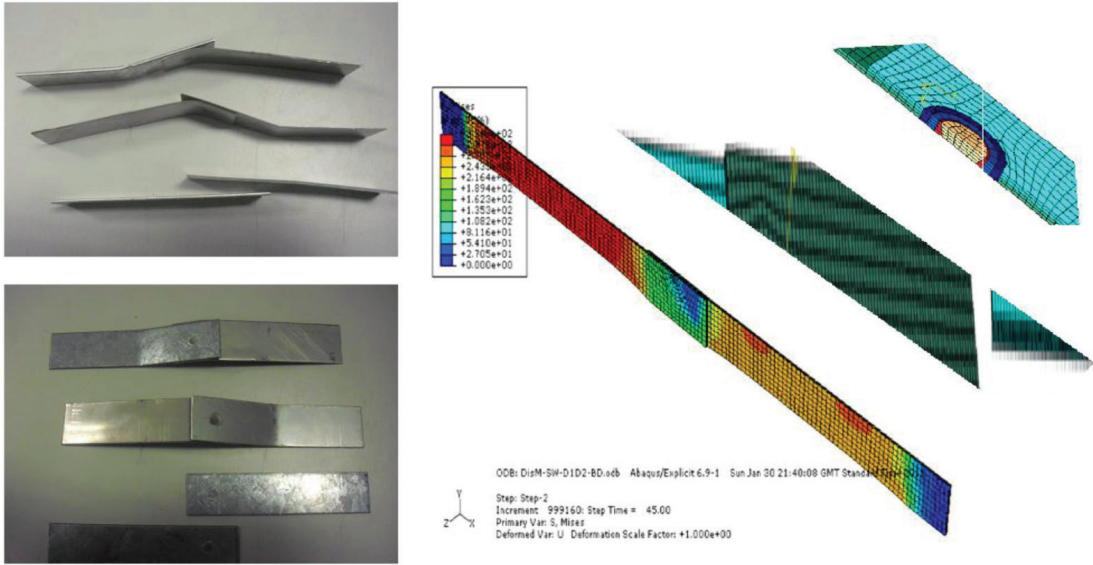 +2.433
+2.164e+02
+1.894e+02
+1.623e+02
+1.353e+02
+1.082e+02
+8.116e+01
+5.410e+01
+2.705e+01
+0.000e+00
ODB: DisM-SW-D1D2-BD.odb Abaqus/Explicit 6.9-1 Sun Jan 30 21:40:08 GMT
Y
Z X
Step: Step-2
Increment 999160: Step Time = 45.00
Primary Var: S, Mises
Deformed Var: U Deformation Scale Factor: +1.000e+00